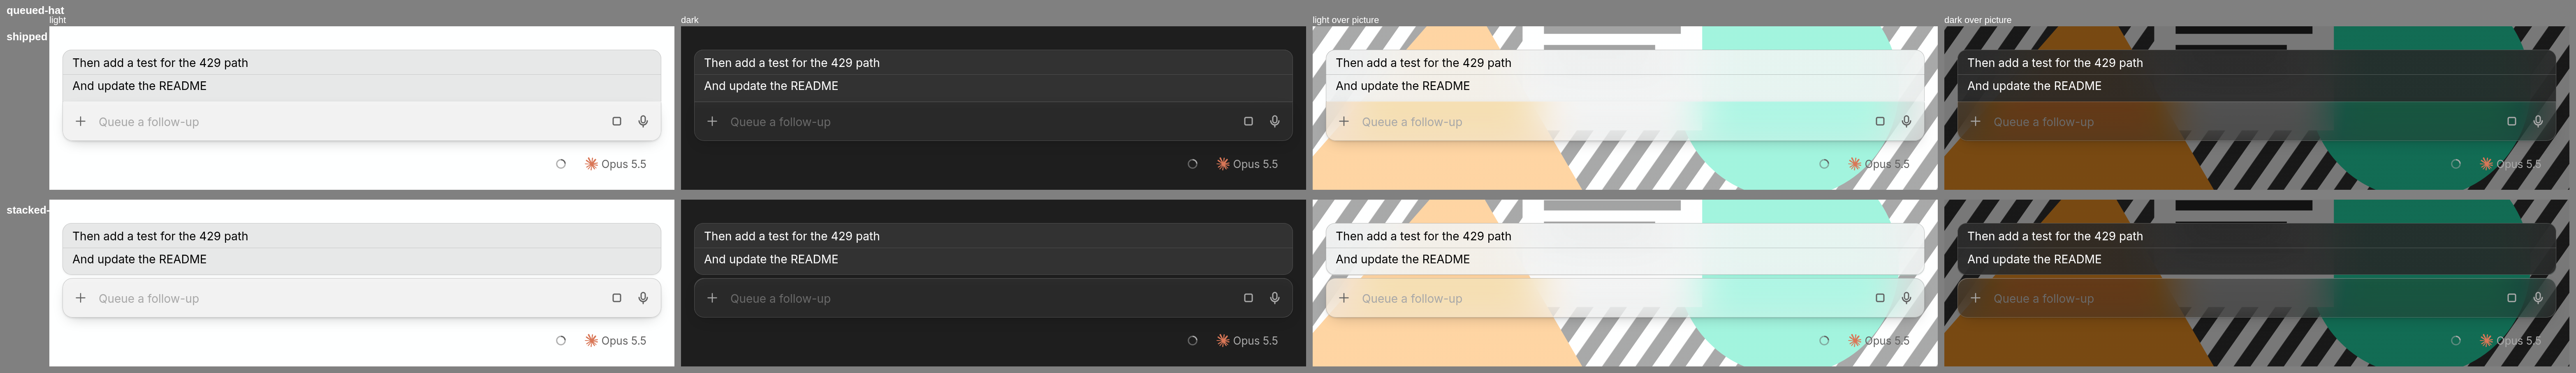 queued-hat
light
dark
light over picture
dark over picture
shipped
Then add a test for the 429 path
And update the README
Queue a follow-up
Opus 5.5
Then add a test for the 429 path
And update the README
Queue a follow-up
Opus 5.5
Then add a test for the 429 path
And update the README
Queue a follow-up
Opus 5.5
Then add a test for the 429 path
And update the README
Queue a follow-up
Opus 5.5
stacked-
Then add a test for the 429 path
And update the README
Queue a follow-up
Opus 5.5
Then add a test for the 429 path
And update the README
Queue a follow-up
Opus 5.5
Then add a test for the 429 path
And update the README
Queue a follow-up
Opus 5.5
Then add a test for the 429 path
And update the README
Queue a follow-up
Opus 5.5